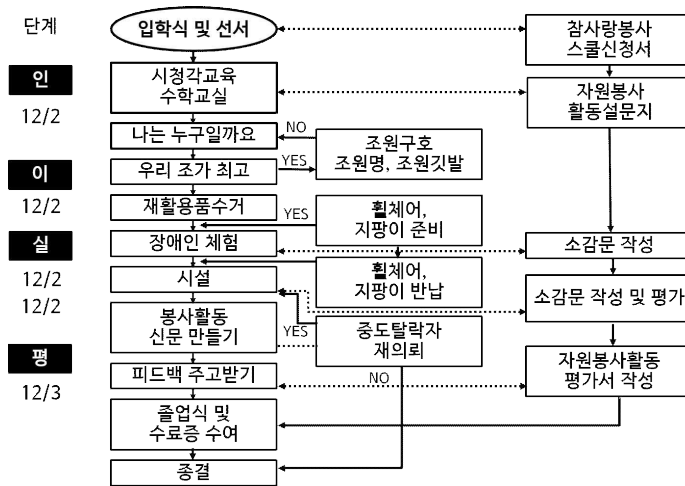 단계
입학식 및 선서
참사랑봉사
스쿨신청서
인
12/2
시청각교육
수학교실
자원봉사
활동설문지
나는 누구일까요
NO
조원구호
조원명, 조원깃발
이
12/2
우리 조가 최고
YES
재활용품수거
YES
휠체어,
지팡이 준비
실
12/2
12/2
장애인 체험
소감문 작성
시설
휠체어,
지팡이 반납
소감문 작성 및 평가
봉사활동
신문 만들기
YES
중도탈락자
재의뢰
평
12/3
피드백 주고받기
NO
자원봉사활동
평가서 작성
졸업식 및
수료증 수여
종결